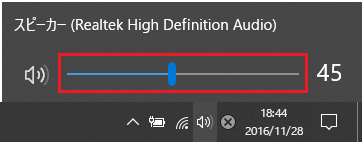 スピーカー (Realtek High Definition Audio)
45
18:44
2016/11/28